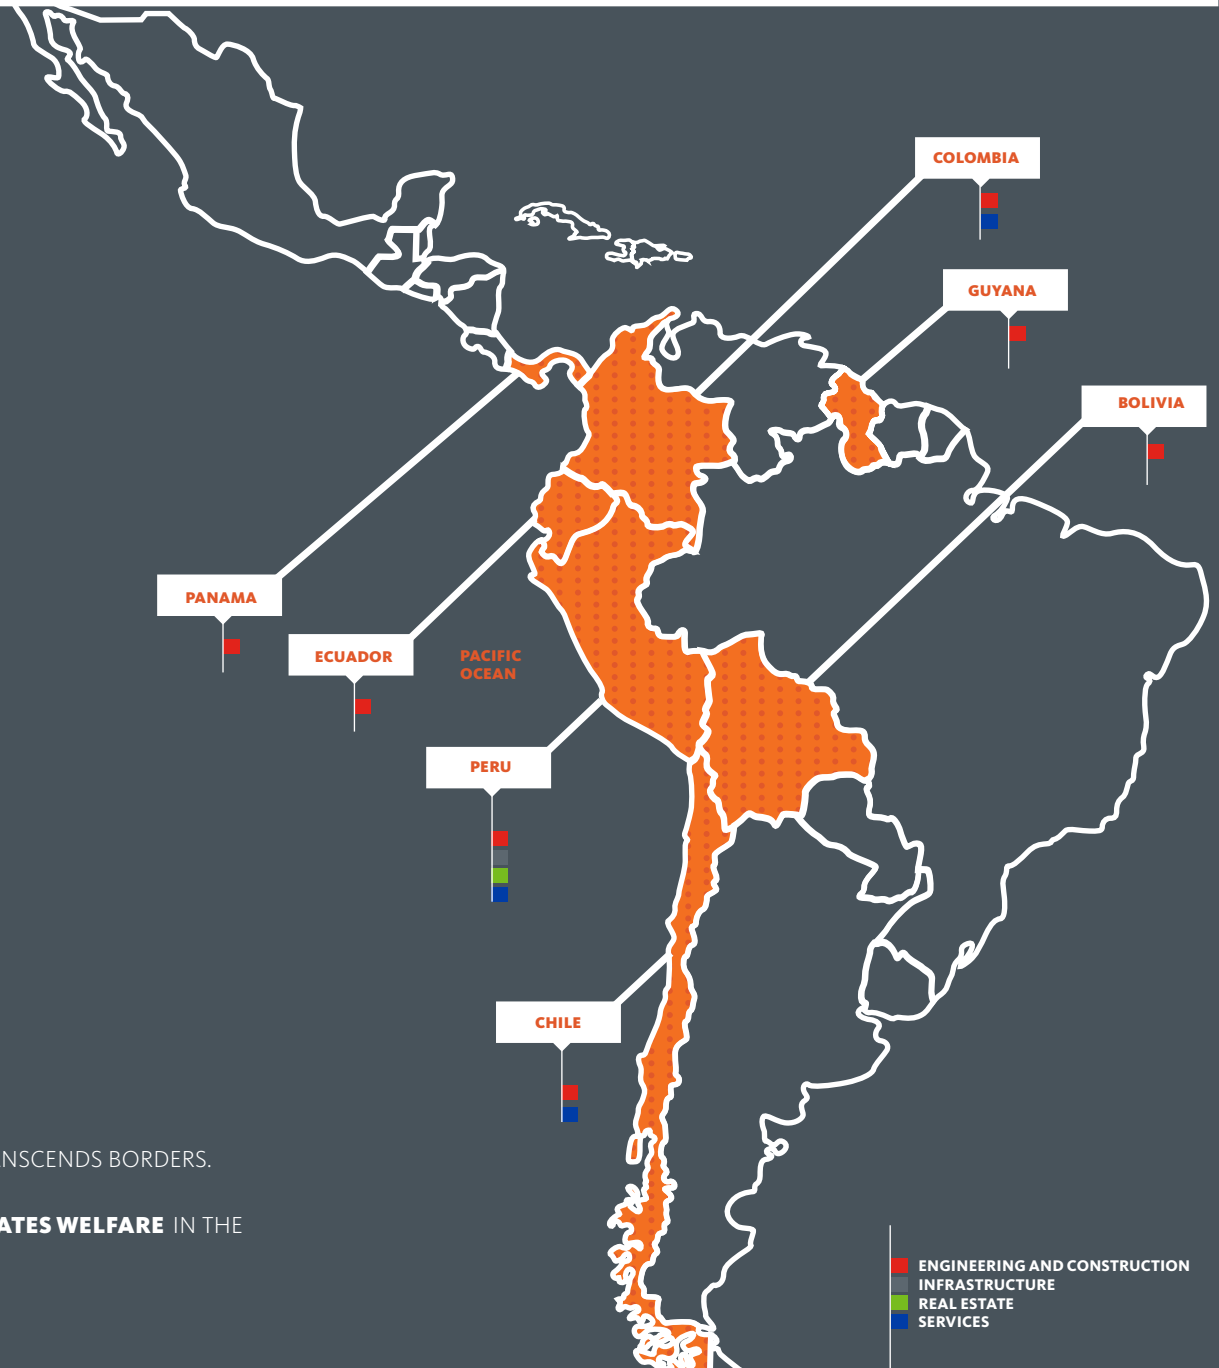 COLOMBIA
GUYANA
BOLIVIA
PANAMA
ECUADOR
PACIFIC
OCEAN
PERU
CHILE
NSCENDS BORDERS.
ATES WELFARE IN THE
ENGINEERING AND CONSTRUCTION
INFRASTRUCTURE
REAL ESTATE
SERVICES